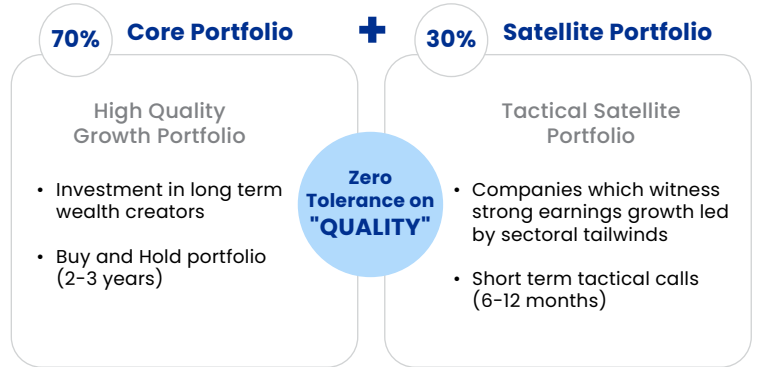 70% Core Portfolio
High Quality
Growth Portfolio
• Investment in long term
wealth creators
• Buy and Hold portfolio
(2-3 years)
+
Zero
Tolerance on
"QUALITY"
30% Satellite Portfolio
Tactical Satellite
Portfolio
• Companies which witness
strong earnings growth led
by sectoral tailwinds
• Short term tactical calls
(6-12 months)